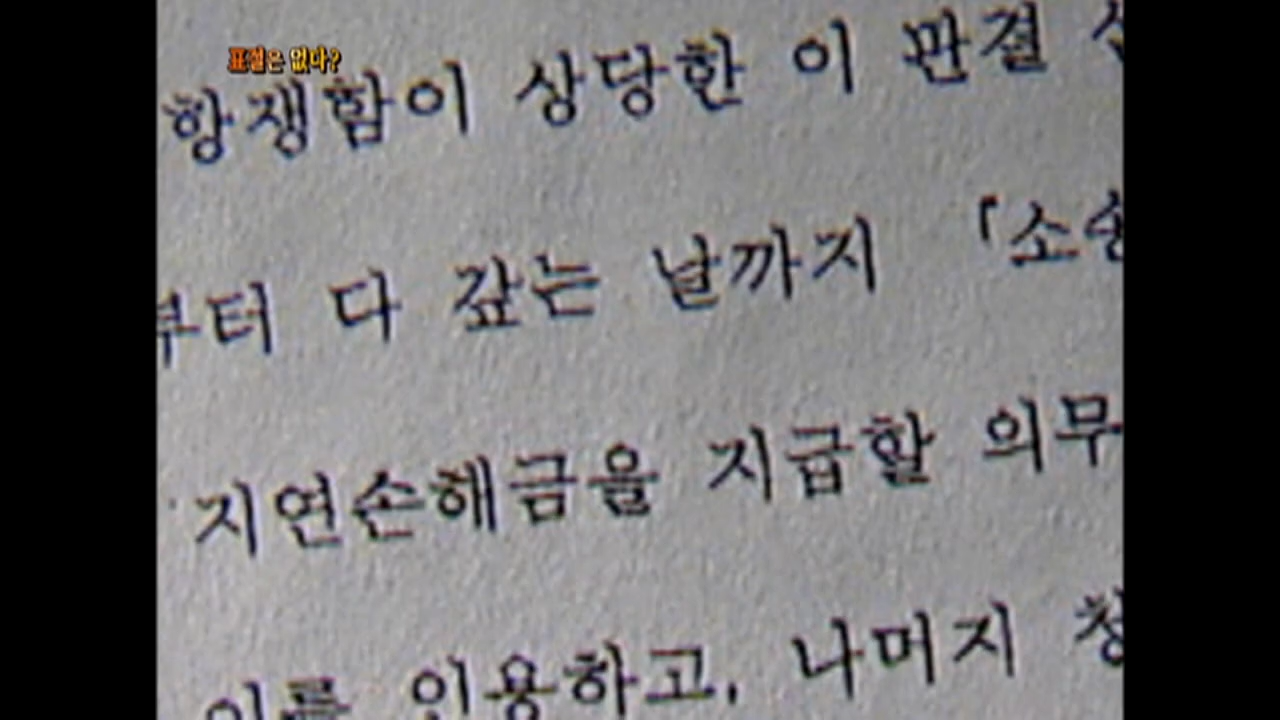 표절은 없다?
항쟁함이 상당한 이 판결
부터 다 갚는 날까지 「소송
지연손해금을 지급할 의무
이를 인용하고, 나머지 청